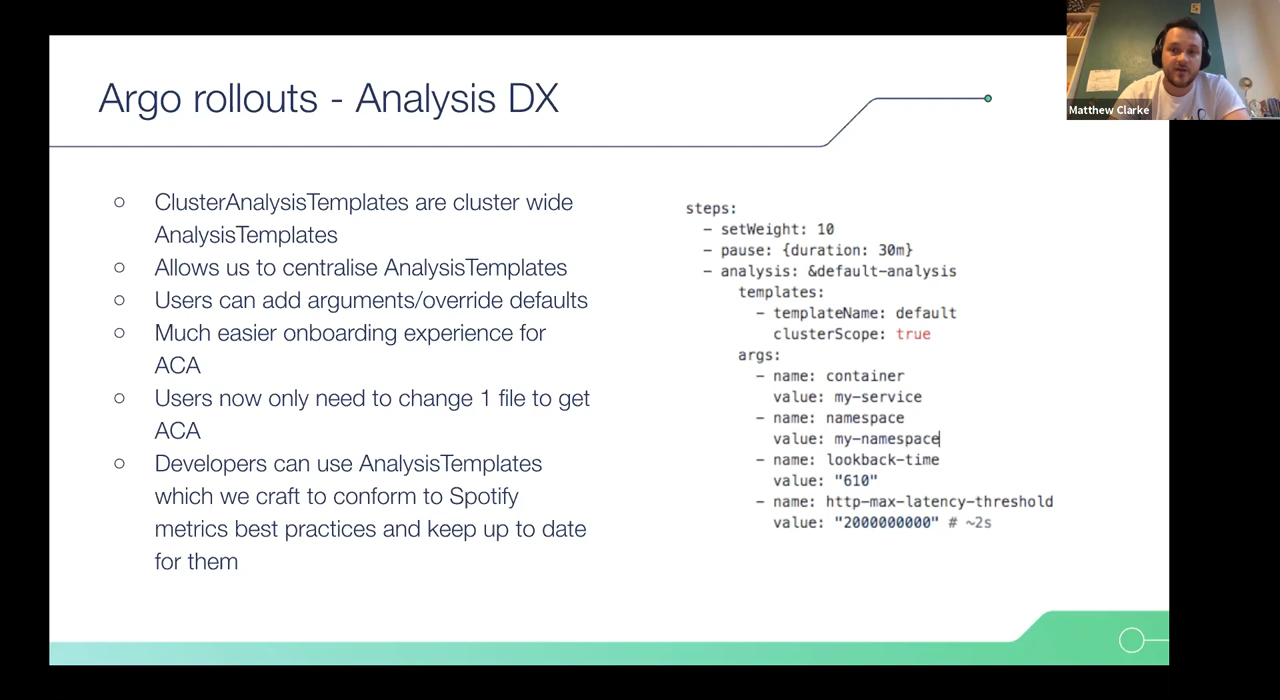 Argo rollouts - Analysis DX
Matthew Clarke
○ ClusterAnalysisTemplates are cluster wide
AnalysisTemplates
○ Allows us to centralise AnalysisTemplates
○ Users can add arguments/override defaults
○ Much easier onboarding experience for
ACA
○ Users now only need to change 1 file to get
ACA
○ Developers can use AnalysisTemplates
which we craft to conform to Spotify
metrics best practices and keep up to date
for them
steps:
  - setWeight: 10
  - pause: {duration: 30m}
  - analysis: &default-analysis
      templates:
        - templateName: default
          clusterScope: true
      args:
        - name: container
          value: my-service
        - name: namespace
          value: my-namespace
        - name: lookback-time
          value: "610"
        - name: http-max-latency-threshold
          value: "2000000000" # ~2s